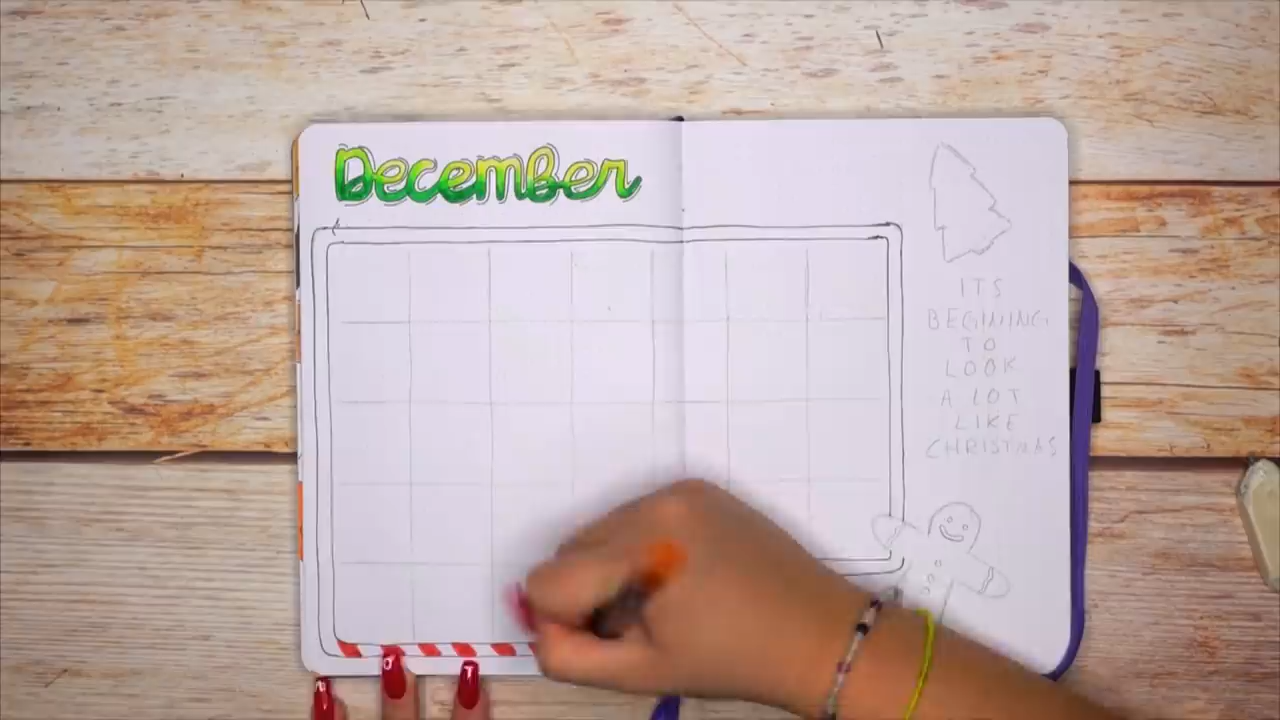 December
ITS
BEGINING
TO
LOOK
A LOT
LIKE
CHRISTMAS